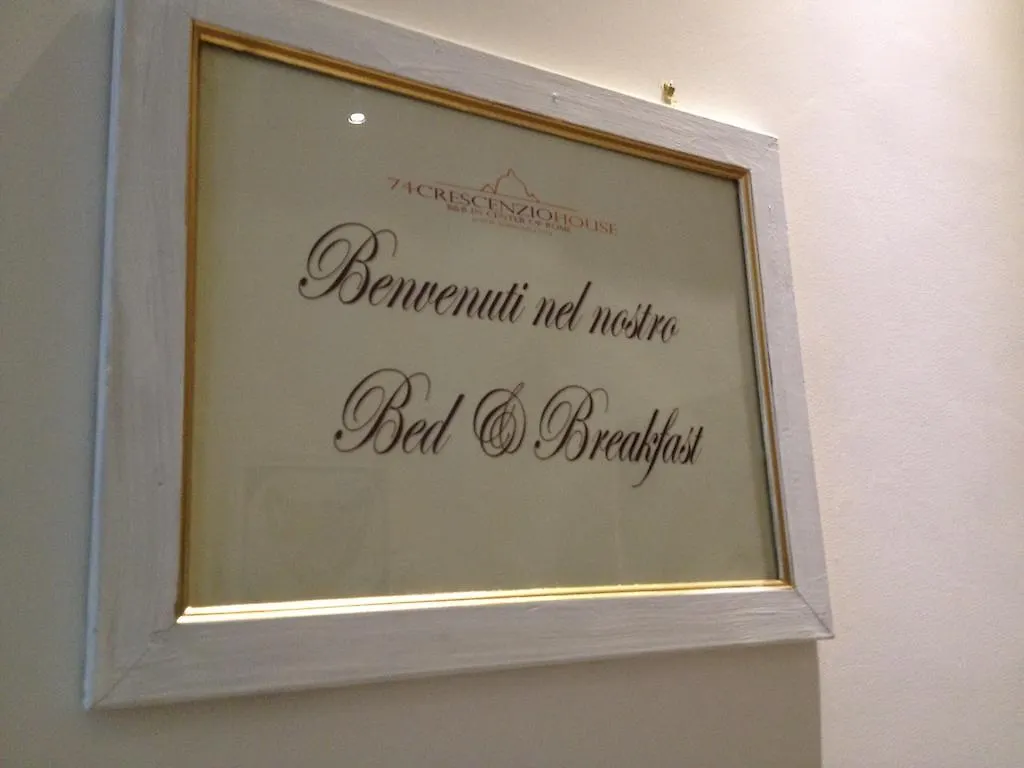 74CRESCENZIOHOUSE
B&B IN CENTER OF ROME
Benvenuti nel nostro
Bed & Breakfast